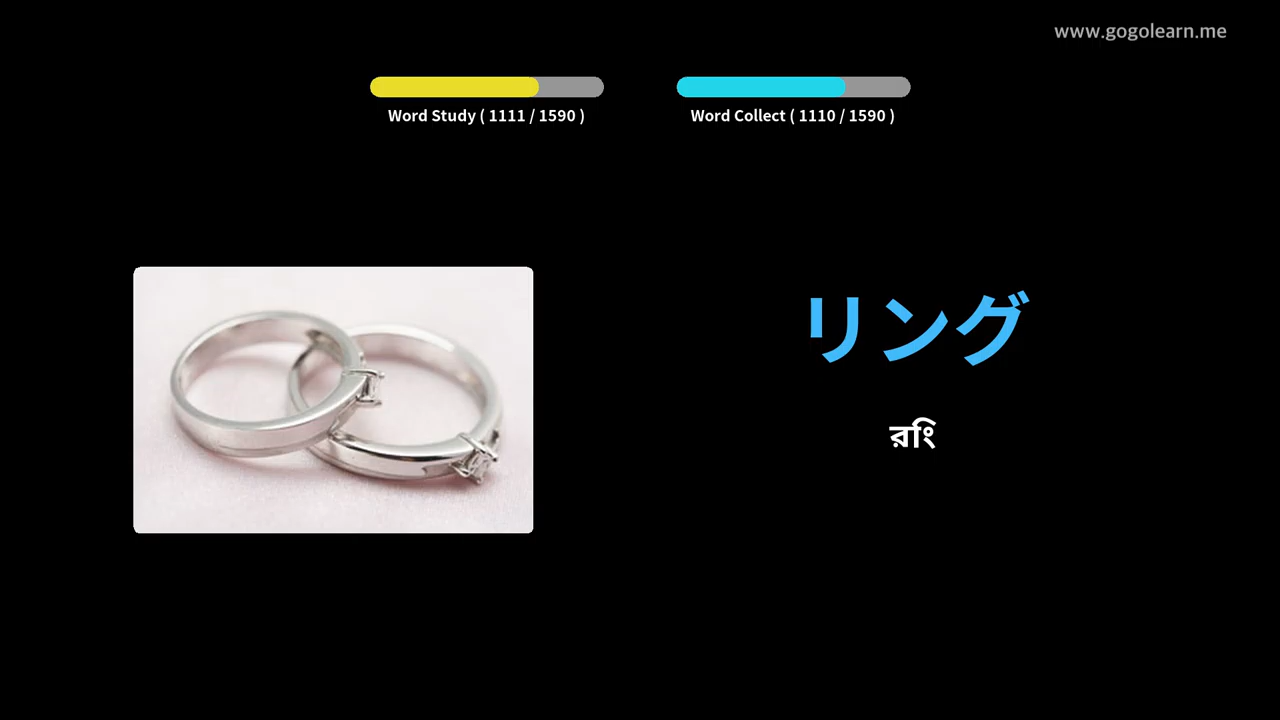 www.gogolearn.me
Word Study ( 1111 / 1590 )
Word Collect ( 1110 / 1590 )
リング
রিং